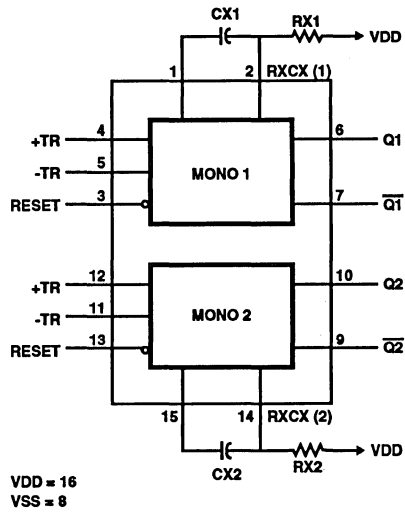 CX1 RX1
VDD
1 2 RXCX (1)
+TR 4 6 Q1
-TR 5 MONO 1
RESET 3 7 Q1
+TR 12 10 Q2
-TR 11 MONO 2
RESET 13 9 Q2
15 14 RXCX (2)
VDD
CX2 RX2
VDD = 16
VSS = 8